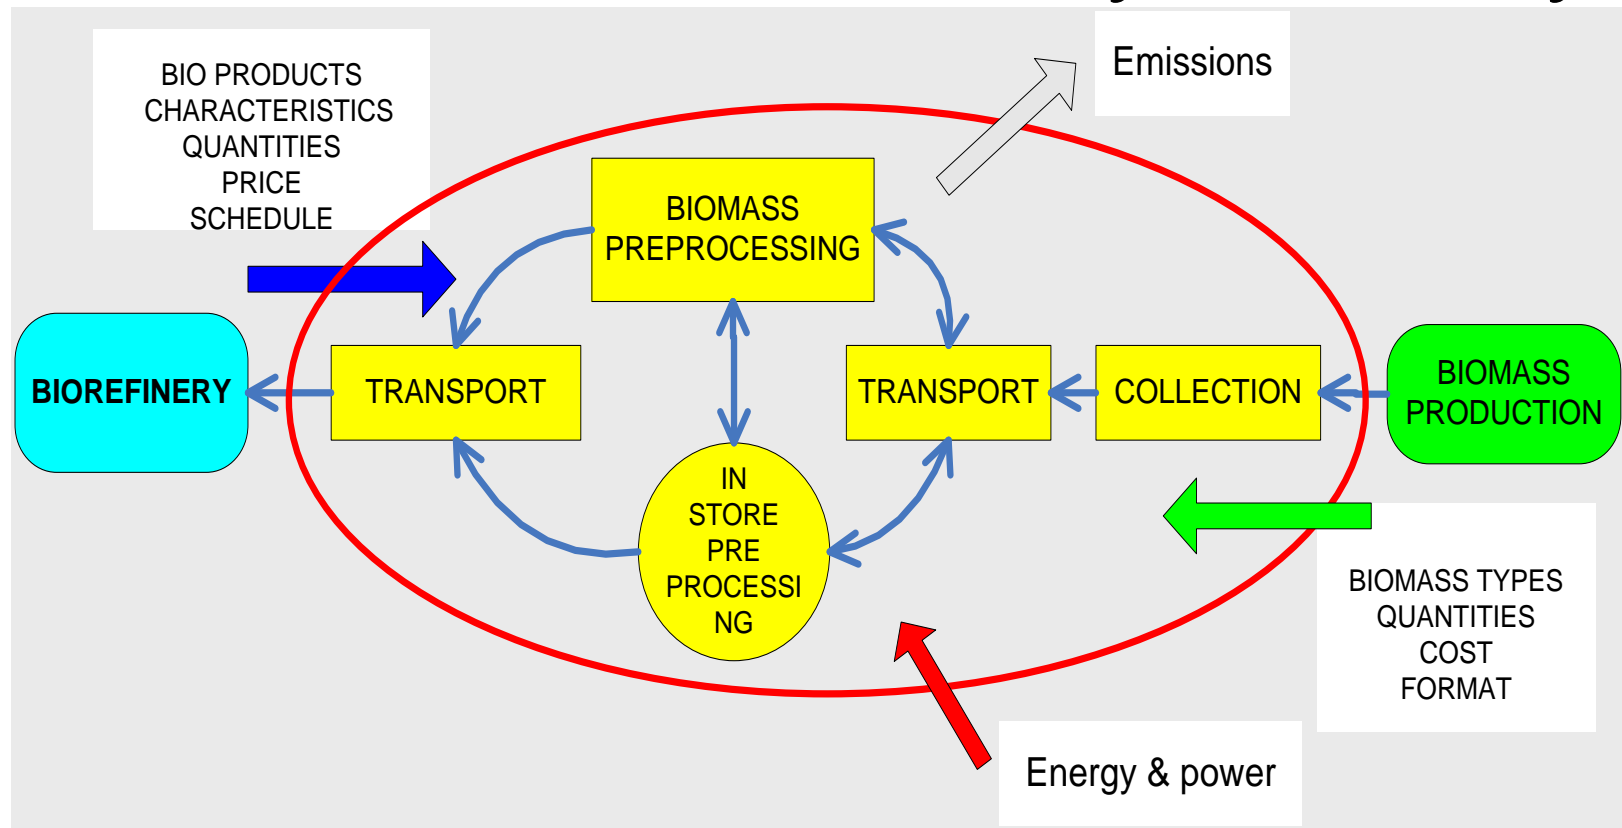 BIO PRODUCTS
CHARACTERISTICS
QUANTITIES
PRICE
SCHEDULE
Emissions
BIOMASS
PREPROCESSING
BIOREFINERY
TRANSPORT
TRANSPORT
COLLECTION
BIOMASS
PRODUCTION
IN
STORE
PRE
PROCESSI
NG
BIOMASS TYPES
QUANTITIES
COST
FORMAT
Energy & power